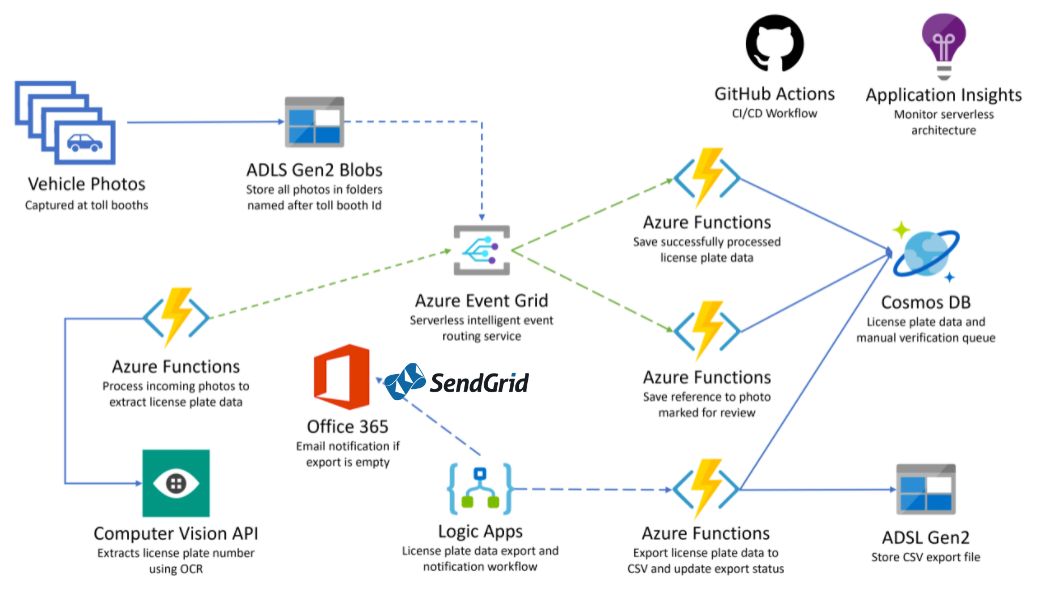 GitHub Actions
CI/CD Workflow
Application Insights
Monitor serverless
architecture
Vehicle Photos
Captured at toll booths
ADLS Gen2 Blobs
Store all photos in folders
named after toll booth Id
Azure Functions
Save successfully processed
license plate data
Azure Event Grid
Serverless intelligent event
routing service
Cosmos DB
License plate data and
manual verification queue
Azure Functions
Process incoming photos to
extract license plate data
Azure Functions
Save reference to photo
marked for review
SendGrid
Office 365
Email notification if
export is empty
Computer Vision API
Extracts license plate number
using OCR
Logic Apps
License plate data export and
notification workflow
Azure Functions
Export license plate data to
CSV and update export status
ADSL Gen2
Store CSV export file